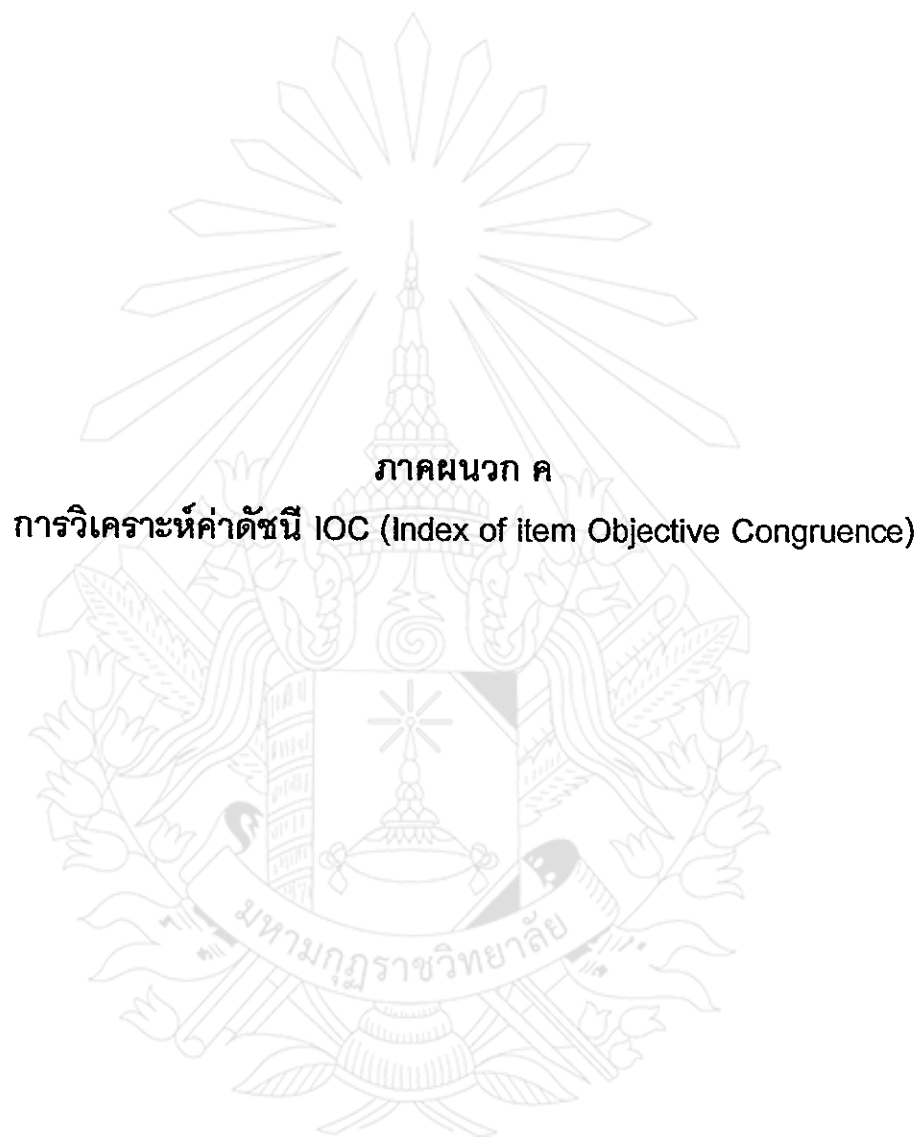 ภาคผนวก ค
การวิเคราะห์ค่าดัชนี IOC (Index of item Objective Congruence)
มหามกุฏราชวิทยาลัย